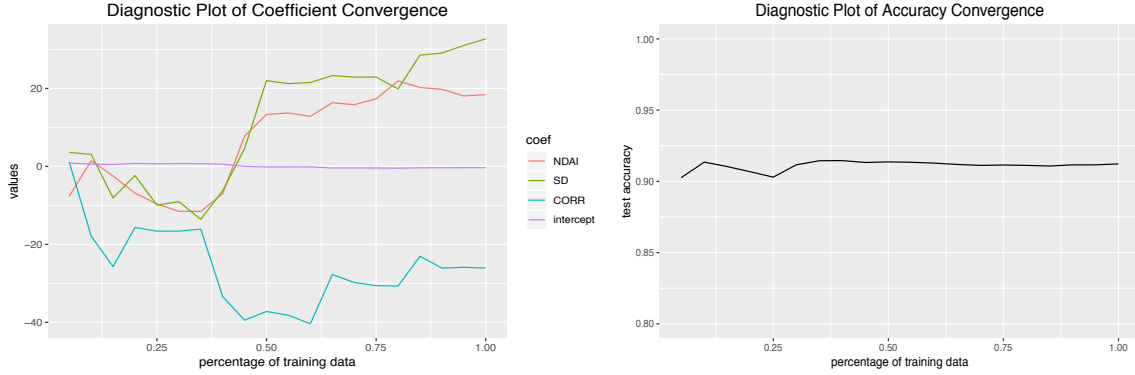 Diagnostic Plot of Coefficient Convergence
20
0
−20
−40
values
0.25
0.50
0.75
1.00
percentage of training data
coef
NDAI
SD
CORR
intercept
Diagnostic Plot of Accuracy Convergence
1.00
0.95
0.90
0.85
0.80
test accuracy
0.25
0.50
0.75
1.00
percentage of training data